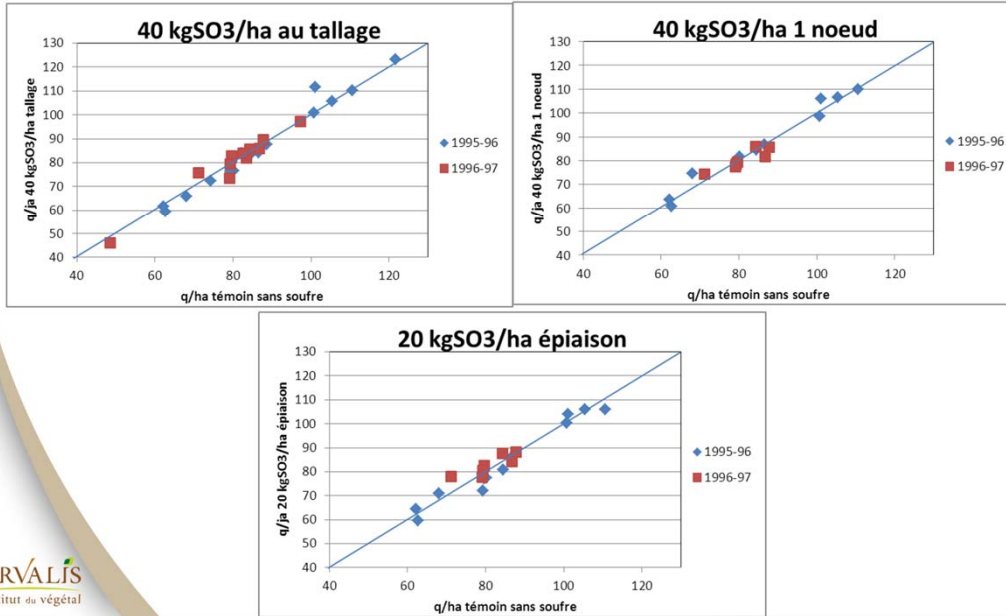 40 kgSO3/ha au tallage
130
120
110
100
90
80
70
60
50
40
40 60 80 100 120
q/ja 40 kgSO3/ha tallage
q/ha témoin sans soufre
1995-96
1996-97
40 kgSO3/ha 1 noeud
130
120
110
100
90
80
70
60
50
40
40 60 80 100 120
q/ja 40 kgSO3/ha 1 noeud
q/ha témoin sans soufre
1995-96
1996-97
20 kgSO3/ha épiaison
130
120
110
100
90
80
70
60
50
40
40 60 80 100 120
q/ja 20 kgSO3/ha épiaison
q/ha témoin sans soufre
1995-96
1996-97
RVALIS
titut du végétal